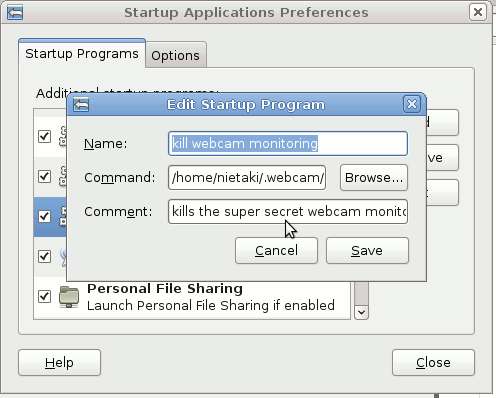 Startup Applications Preferences
Startup Programs
Options
Additional startup programs:
Edit Startup Program
Name:
kill webcam monitoring
Command:
/home/nietaki/.webcam/
Browse...
Comment:
kills the super secret webcam monito
Cancel
Save
Personal File Sharing
Launch Personal File Sharing if enabled
Help
Close